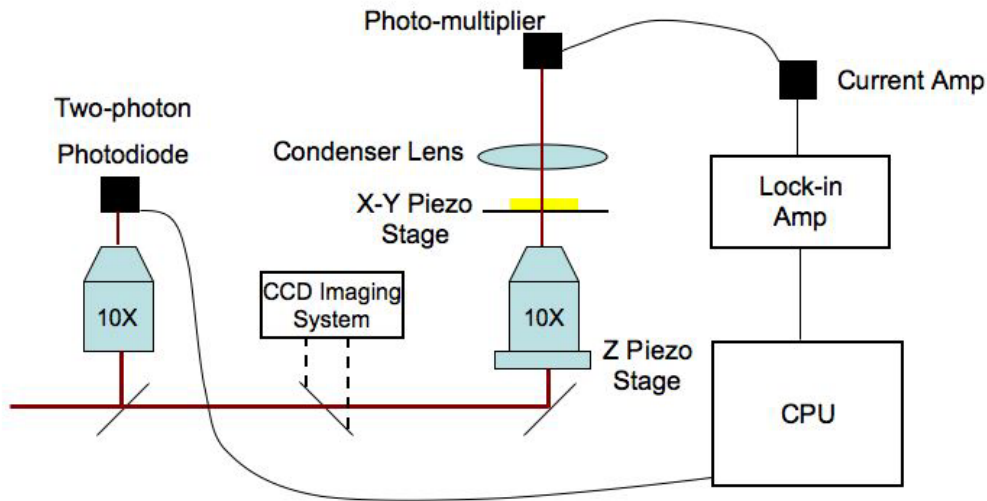 Photo-multiplier
Current Amp
Two-photon
Photodiode
Condenser Lens
Lock-in
Amp
X-Y Piezo
Stage
CCD Imaging
System
10X
10X
Z Piezo
Stage
CPU